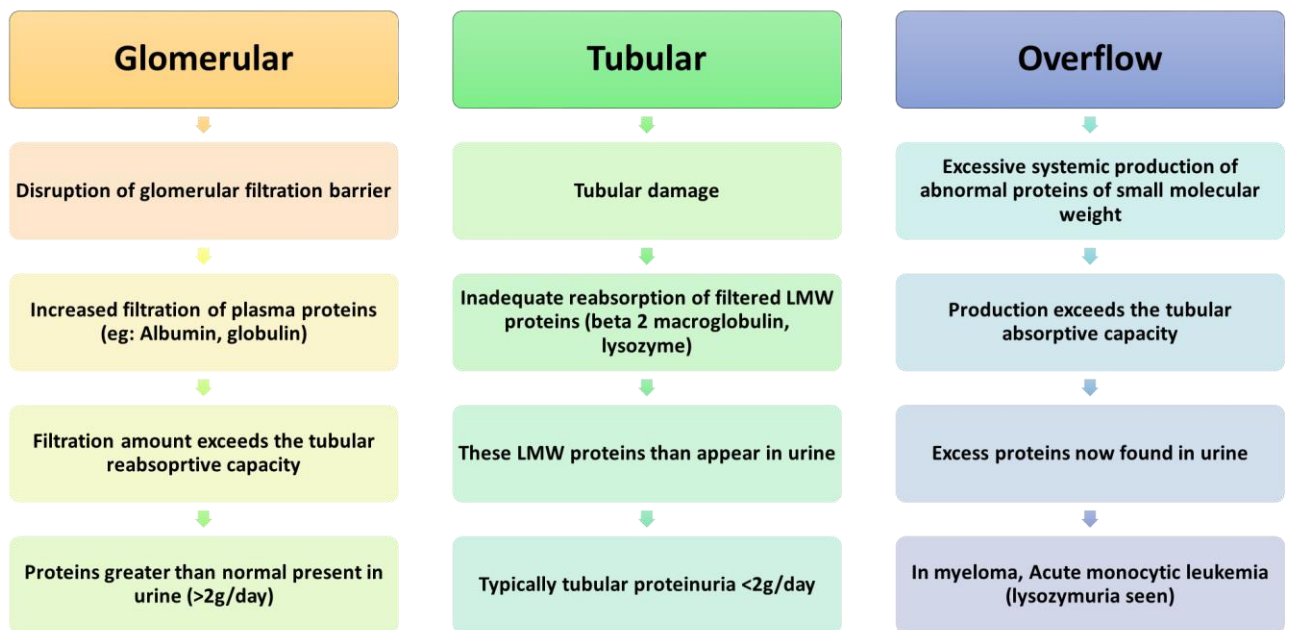 Glomerular
Disruption of glomerular filtration barrier
Increased filtration of plasma proteins
(eg: Albumin, globulin)
Filtration amount exceeds the tubular
reabsoprtive capacity
Proteins greater than normal present in
urine (>2g/day)
Tubular
Tubular damage
Inadequate reabsorption of filtered LMW
proteins (beta 2 macroglobulin,
lysozyme)
These LMW proteins than appear in urine
Typically tubular proteinuria <2g/day
Overflow
Excessive systemic production of
abnormal proteins of small molecular
weight
Production exceeds the tubular
absorptive capacity
Excess proteins now found in urine
In myeloma, Acute monocytic leukemia
(lysozymuria seen)